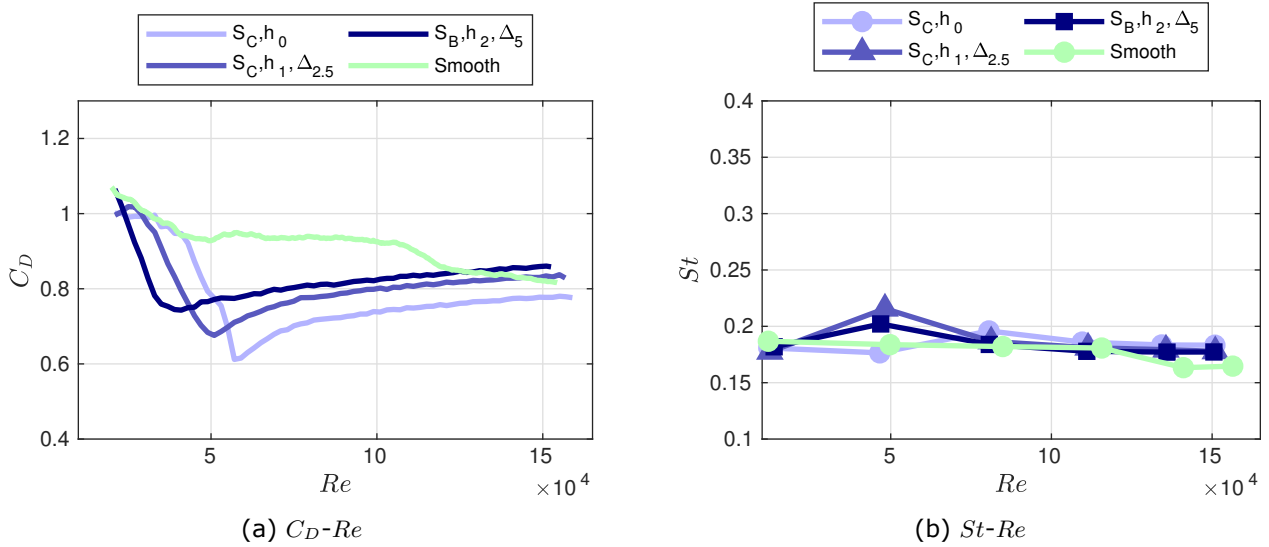 S_C,h_0   S_B,h_2,Δ_5
S_C,h_1,Δ_2.5   Smooth
1.2
1
0.8
0.6
0.4
C_D
5 10 15
Re
×10^4
(a) C_D-Re
S_C,h_0   S_B,h_2,Δ_5
S_C,h_1,Δ_2.5   Smooth
0.4
0.35
0.3
0.25
0.2
0.15
0.1
St
5 10 15
Re
×10^4
(b) St-Re